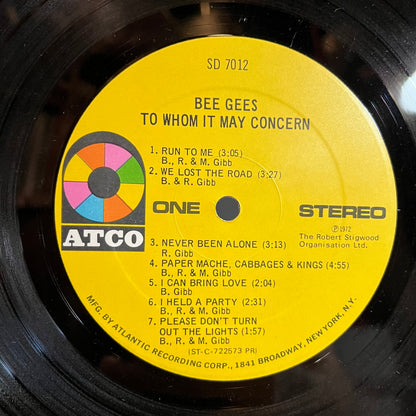 SD 7012
BEE GEES
TO WHOM IT MAY CONCERN
1. RUN TO ME (3:05)
B., R. & M. Gibb
2. WE LOST THE ROAD (3:27)
B. & R. Gibb
ATCO
ONE
STEREO
℗1972
The Robert Stigwood
Organisation Ltd.
3. NEVER BEEN ALONE (3:13)
R. Gibb
4. PAPER MACHE, CABBAGES & KINGS (4:55)
B., R. & M. Gibb
5. I CAN BRING LOVE (2:04)
B. Gibb
6. I HELD A PARTY (2:31)
B., R. & M. Gibb
7. PLEASE DON'T TURN
OUT THE LIGHTS (1:57)
B., R. & M. Gibb
(ST-C-722673 PR)
MFG. BY ATLANTIC RECORDING CORP., 1841 BROADWAY, NEW YORK, N.Y.